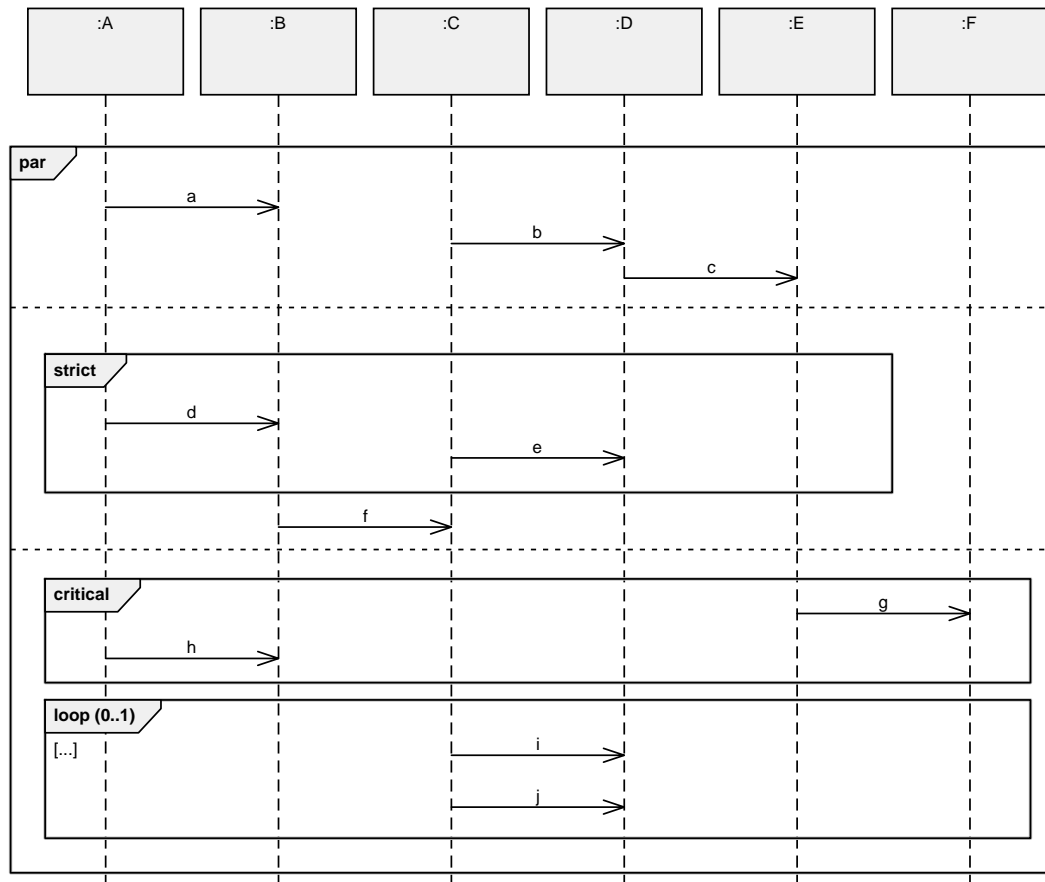 :A :B :C :D :E :F
par
a
b
c
strict
d
e
f
critical
g
h
loop (0..1)
[...]
i
j